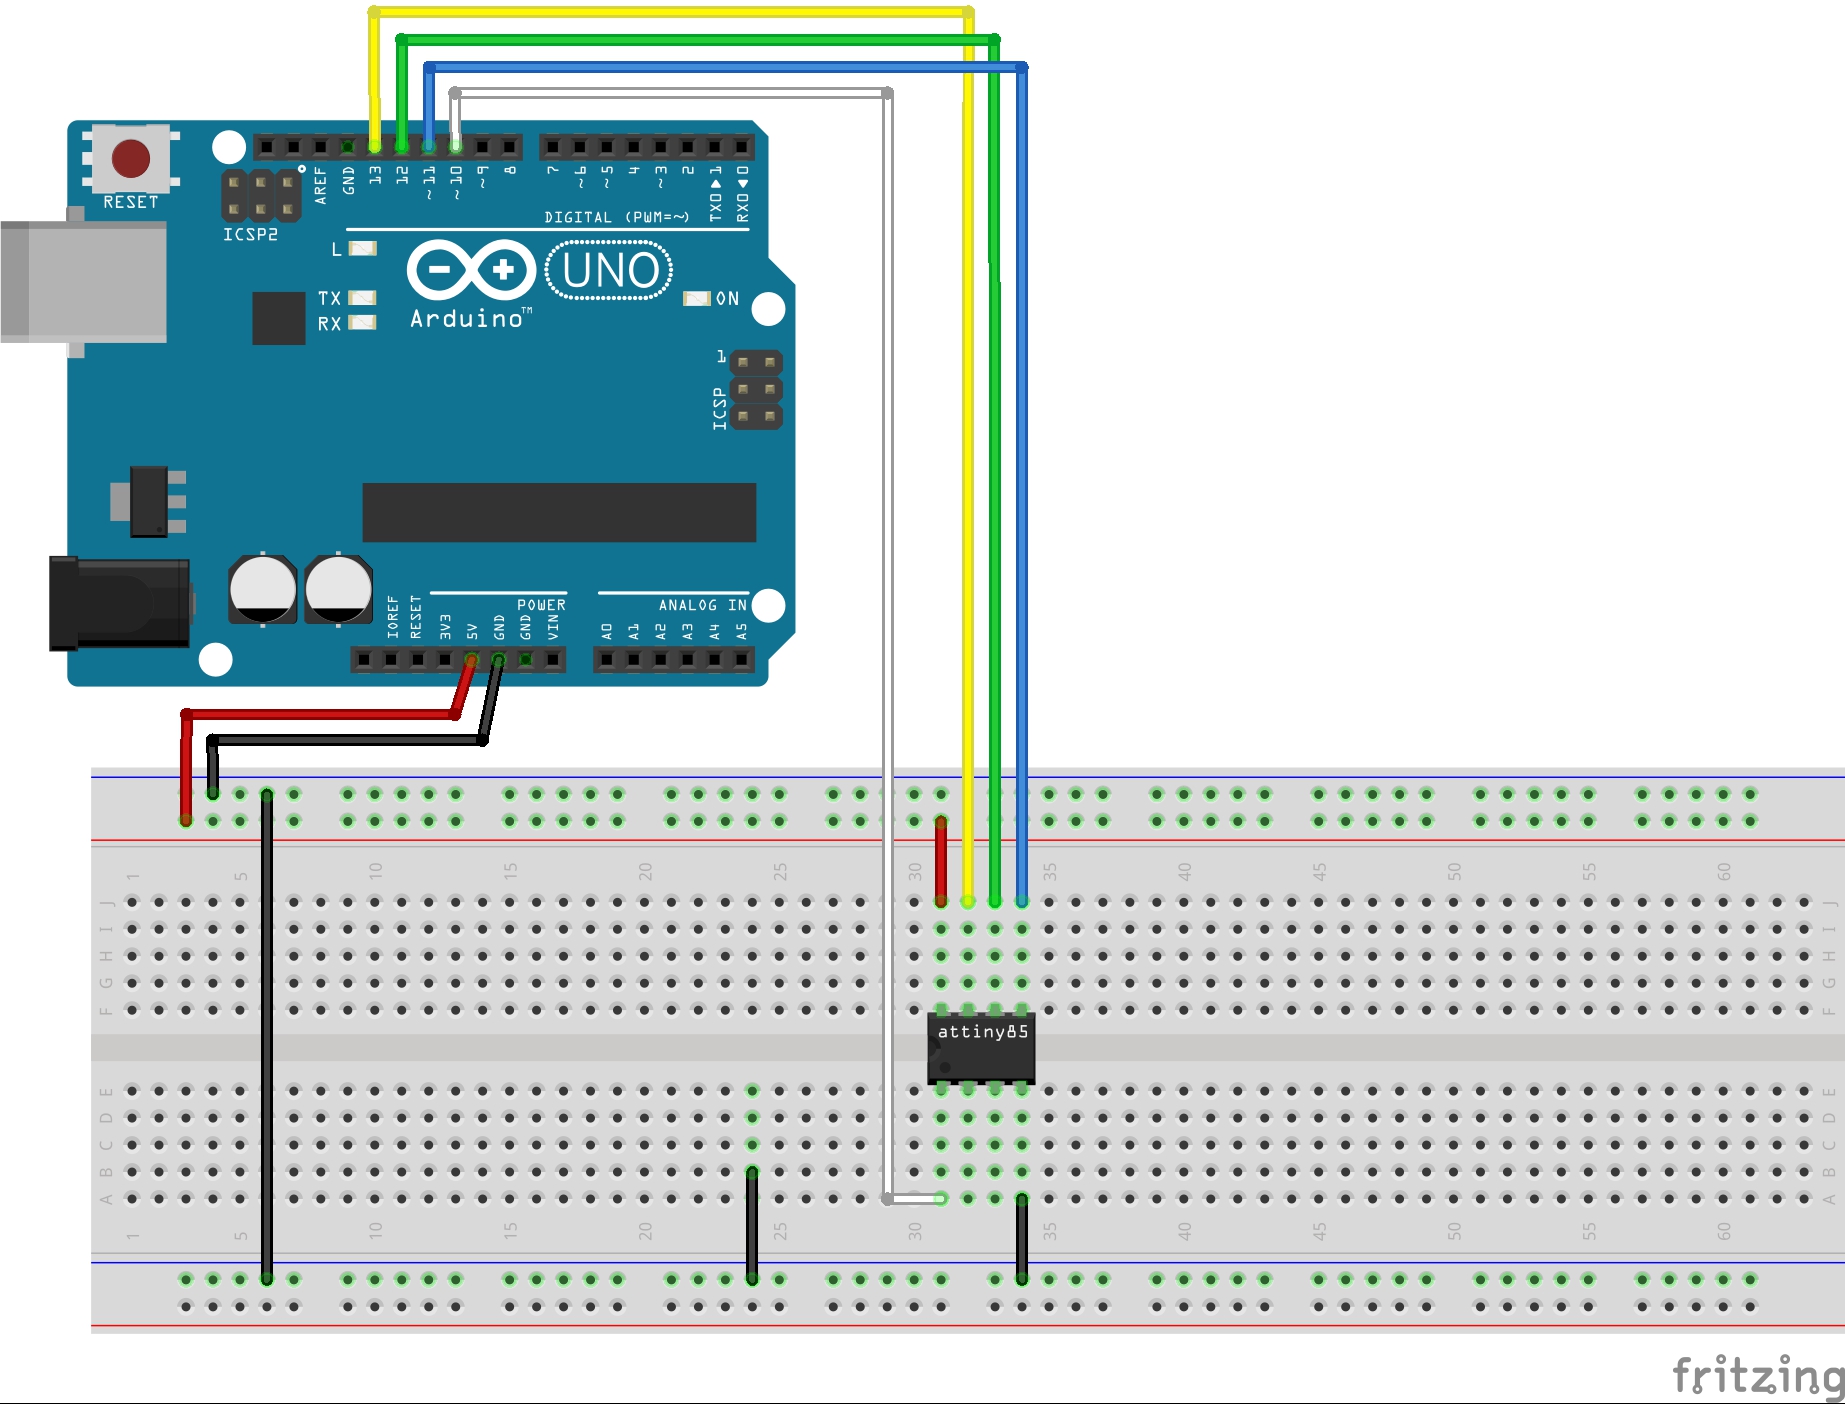 RESET
ICSP2
AREF
GND
13
12
~11
~10
~9
8
7
~6
~5
4
~3
2
TX0▶1
RX0◀0
DIGITAL (PWM=~)
L
TX
RX
UNO
Arduino™
ON
1
ICSP
IOREF
RESET
3V3
5V
GND
GND
VIN
POWER
ANALOG IN
A0
A1
A2
A3
A4
A5
1 5 10 15 20 25 30 35 40 45 50 55 60
J J
I I
H H
G G
F F
attiny85
E E
D D
C C
B B
A A
1 5 10 15 20 25 30 35 40 45 50 55 60
fritzing